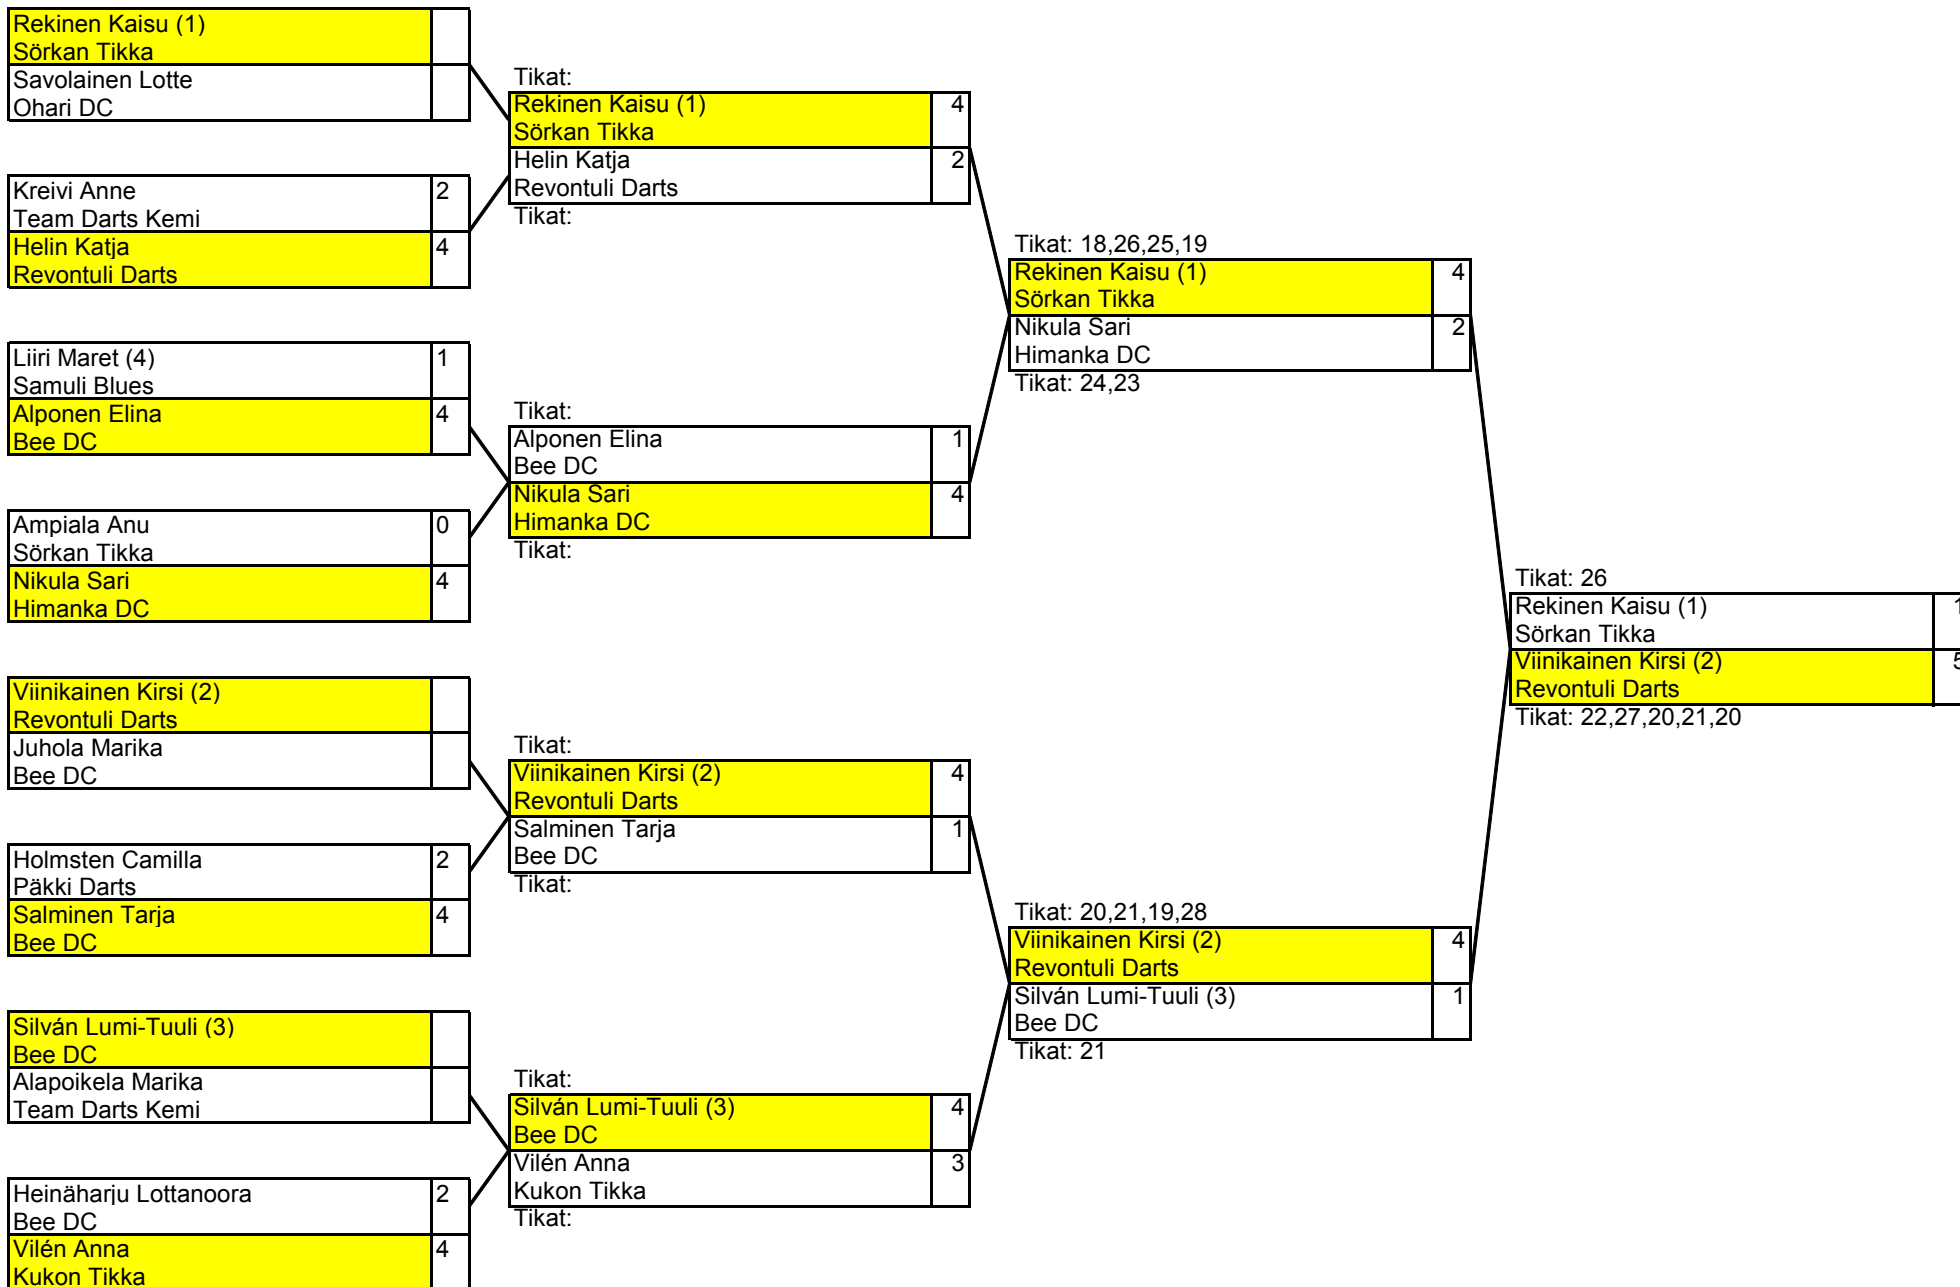 Rekinen Kaisu (1)
Sörkan Tikka
Savolainen Lotte
Ohari DC
Kreivi Anne 2
Team Darts Kemi
Helin Katja 4
Revontuli Darts
Liiri Maret (4) 1
Samuli Blues
Alponen Elina 4
Bee DC
Ampiala Anu 0
Sörkan Tikka
Nikula Sari 4
Himanka DC
Viinikainen Kirsi (2)
Revontuli Darts
Juhola Marika
Bee DC
Holmsten Camilla 2
Päkki Darts
Salminen Tarja 4
Bee DC
Silván Lumi-Tuuli (3)
Bee DC
Alapoikela Marika
Team Darts Kemi
Heinäharju Lottanoora 2
Bee DC
Vilén Anna 4
Kukon Tikka
Tikat:
Rekinen Kaisu (1) 4
Sörkan Tikka
Helin Katja 2
Revontuli Darts
Tikat:
Tikat:
Alponen Elina 1
Bee DC
Nikula Sari 4
Himanka DC
Tikat:
Tikat:
Viinikainen Kirsi (2) 4
Revontuli Darts
Salminen Tarja 1
Bee DC
Tikat:
Tikat:
Silván Lumi-Tuuli (3) 4
Bee DC
Vilén Anna 3
Kukon Tikka
Tikat:
Tikat: 18,26,25,19
Rekinen Kaisu (1) 4
Sörkan Tikka
Nikula Sari 2
Himanka DC
Tikat: 24,23
Tikat: 20,21,19,28
Viinikainen Kirsi (2) 4
Revontuli Darts
Silván Lumi-Tuuli (3) 1
Bee DC
Tikat: 21
Tikat: 26
Rekinen Kaisu (1) 1
Sörkan Tikka
Viinikainen Kirsi (2) 5
Revontuli Darts
Tikat: 22,27,20,21,20